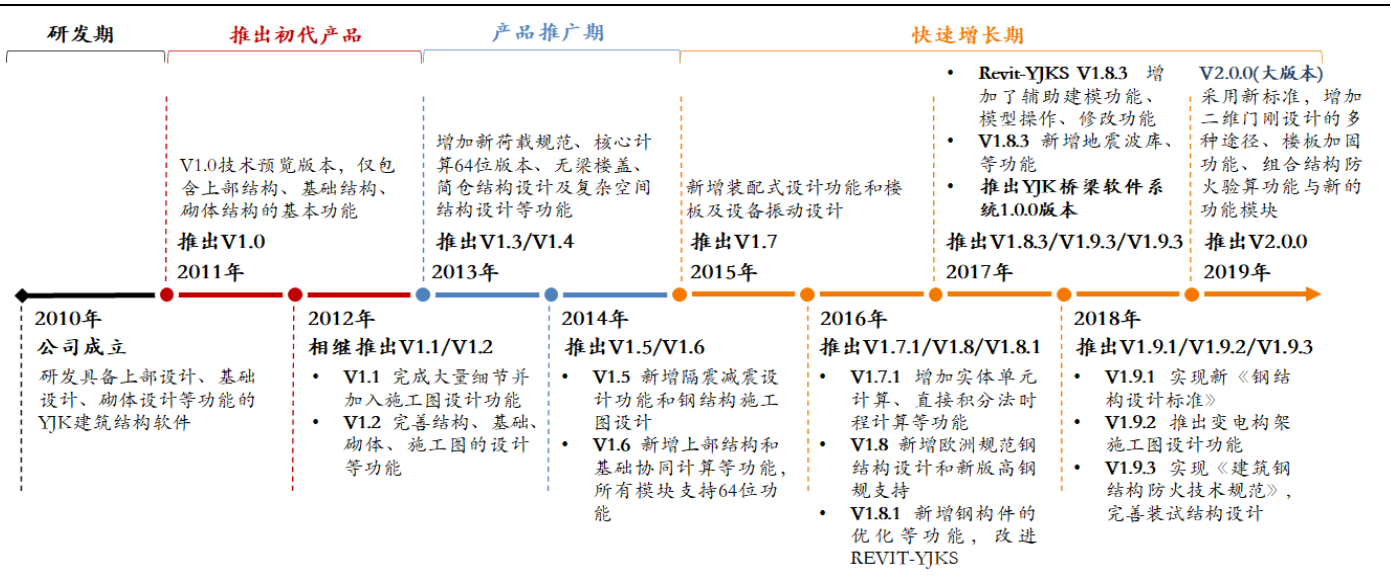 研发期
推出初代产品
产品推广期
快速增长期
V1.0技术预览版本，仅包
含上部结构、基础结构、
砌体结构的基本功能
推出V1.0
2011年
增加新荷载规范、核心计
算64位版本、无梁楼盖、
筒仓结构设计及复杂空间
结构设计等功能
推出V1.3/V1.4
2013年
新增装配式设计功能和楼
板及设备振动设计
推出V1.7
2015年
• Revit-YJKS V1.8.3 增
加了辅助建模功能、
模型操作、修改功能
• V1.8.3 新增地震波库、
等功能
• 推出YJK桥梁软件系
统1.0.0版本
推出V1.8.3/V1.9.3/V1.9.3
2017年
V2.0.0(大版本)
采用新标准，增加
二维门刚设计的多
种途径、楼板加固
功能、组合结构防
火验算功能与新的
功能模块
推出V2.0.0
2019年
2010年
公司成立
研发具备上部设计、基础
设计、砌体设计等功能的
YJK建筑结构软件
2012年
相继推出V1.1/V1.2
• V1.1 完成大量细节并
加入施工图设计功能
• V1.2 完善结构、基础、
砌体、施工图的设计
等功能
2014年
推出V1.5/V1.6
• V1.5 新增隔震减震设
计功能和钢结构施工
图设计
• V1.6 新增上部结构和
基础协同计算等功能，
所有模块支持64位功
能
2016年
推出V1.7.1/V1.8/V1.8.1
• V1.7.1 增加实体单元
计算、直接积分法时
程计算等功能
• V1.8 新增欧洲规范钢
结构设计和新版高钢
规支持
• V1.8.1 新增钢构件的
优化等功能，改进
REVIT-YJKS
2018年
推出V1.9.1/V1.9.2/V1.9.3
• V1.9.1 实现新《钢结
构设计标准》
• V1.9.2 推出变电构架
施工图设计功能
• V1.9.3 实现《建筑钢
结构防火技术规范》，
完善装试结构设计